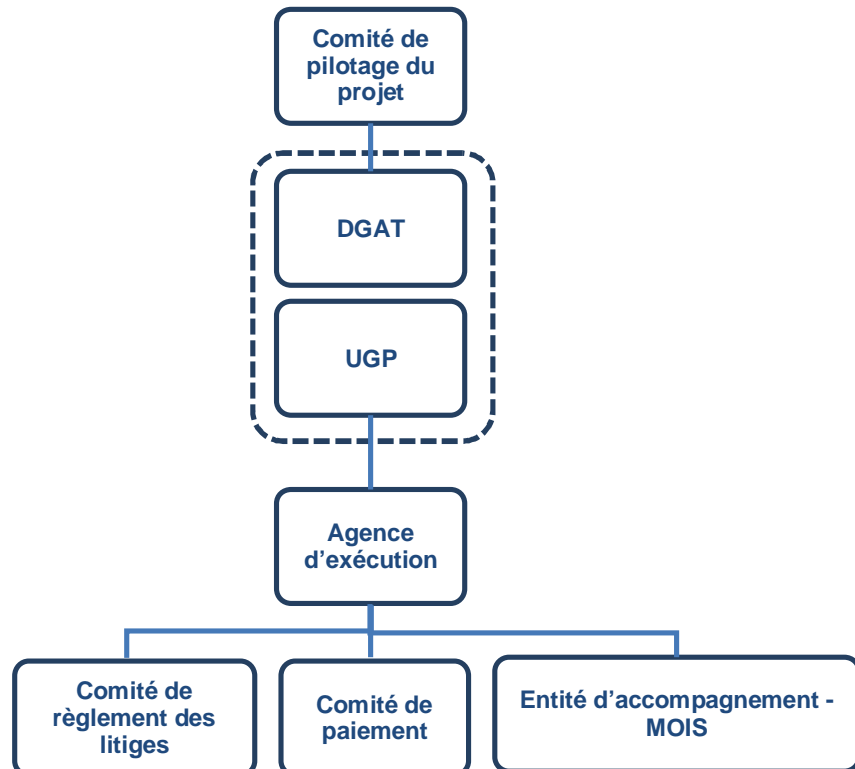 Comité de
pilotage du
projet
DGAT
UGP
Agence
d’exécution
Comité de
règlement des
litiges
Comité de
paiement
Entité d’accompagnement -
MOIS